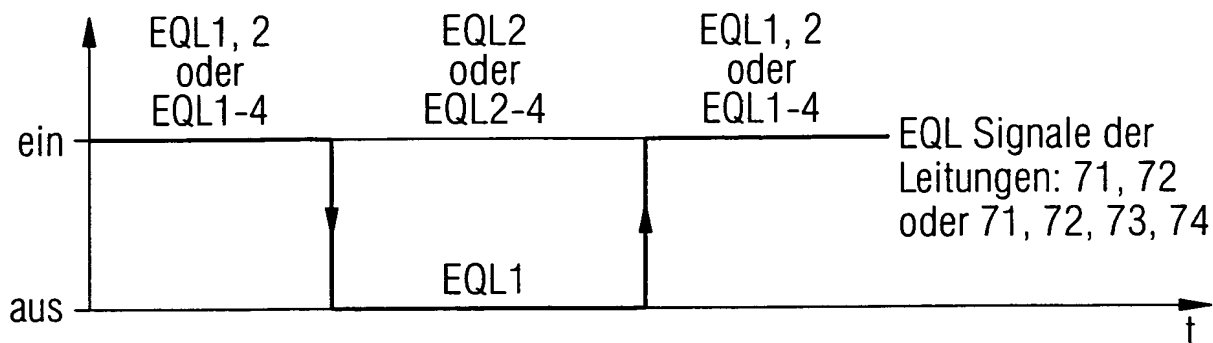 EQL1, 2
oder
EQL1-4
EQL2
oder
EQL2-4
EQL1, 2
oder
EQL1-4
ein
EQL Signale der
Leitungen: 71, 72
oder 71, 72, 73, 74
EQL1
aus
t